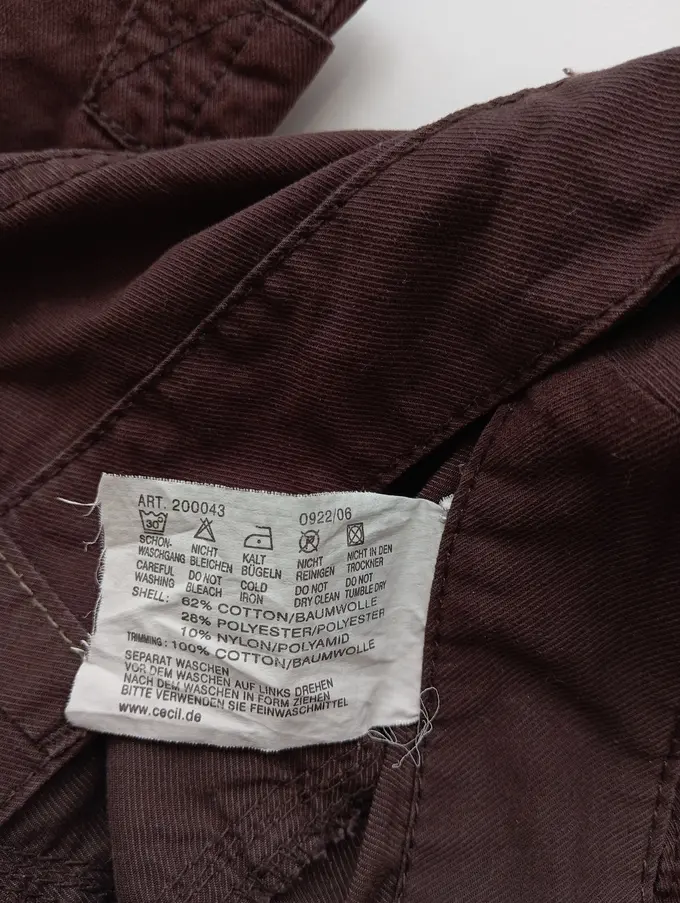 ART. 200043 0922/06
30°
SCHON- NICHT KALT NICHT NICHT IN DEN
WASCHGANG BLEICHEN BÜGELN REINIGEN TROCKNER
CAREFUL DO NOT COLD DO NOT DO NOT
WASHING BLEACH IRON DRY CLEAN TUMBLE DRY
SHELL: 62% COTTON/BAUMWOLLE
28% POLYESTER/POLYESTER
10% NYLON/POLYAMID
TRIMMING: 100% COTTON/BAUMWOLLE
SEPARAT WASCHEN
VOR DEM WASCHEN AUF LINKS DREHEN
NACH DEM WASCHEN IN FORM ZIEHEN
BITTE VERWENDEN SIE FEINWASCHMITTEL
www.cecil.de